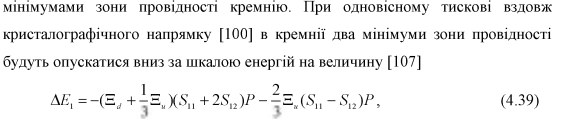 мінімумами зони провідності кремнію. При одновісному тискові вздовж
кристалографічного напрямку [100] в кремнії два мінімуми зони провідності
будуть опускатися вниз за шкалою енергій на величину [107]
ΔE₁ = −(Ξ_d + 1/3 Ξ_u)(S₁₁ + 2S₁₂)P − 2/3 Ξ_u(S₁₁ − S₁₂)P, (4.39)